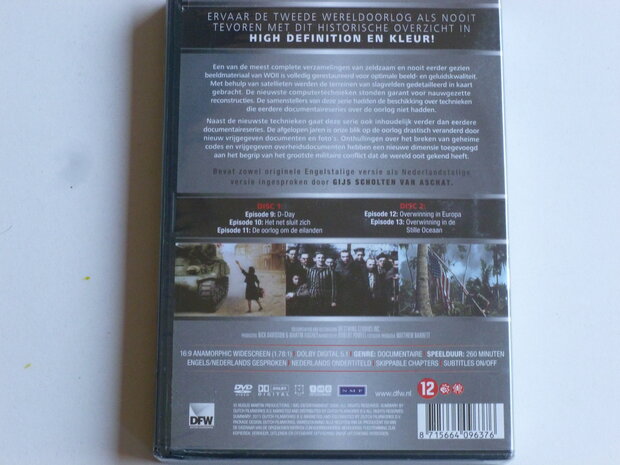 ERVAAR DE TWEEDE WERELDOORLOG ALS NOOIT
TEVOREN MET DIT HISTORISCHE OVERZICHT IN
HIGH DEFINITION EN KLEUR!
Een van de meest complete verzamelingen van zeldzaam en nooit eerder gezien
beeldmateriaal van WOII is volledig gerestaureerd voor optimale beeld- en geluidskwaliteit.
Met behulp van satellieten werden de terreinen van slagvelden gedetailleerd in kaart
gebracht. De nieuwste computertechnieken stonden garant voor nauwgezette
reconstructies. De samenstellers van deze serie hadden de beschikking over technieken
die eerdere documentaireseries over de oorlog niet hadden.
Naast de nieuwste technieken gaat deze serie ook inhoudelijk verder dan eerdere
documentaireseries. De afgelopen jaren is onze blik op de oorlog drastisch veranderd door
nieuw vrijgegeven documenten en foto's. Onthullingen over het breken van geheime
codes en vrijgegeven overheidsdocumenten hebben een nieuwe dimensie toegevoegd
aan het begrip van het grootste militaire conflict dat de wereld ooit gekend heeft.
Bevat zowel originele Engelstalige versie als Nederlandstalige
versie ingesproken door GIJS SCHOLTEN VAN ASCHAT.
DISC 1: DISC 2:
Episode 9: D-Day Episode 12: Overwinning in Europa
Episode 10: Het net sluit zich Episode 13: Overwinning in de
Episode 11: De oorlog om de eilanden Stille Oceaan
MATTHEW BARRETT
16:9 ANAMORPHIC WIDESCREEN (1.78:1) | DOLBY DIGITAL 5.1 | GENRE: DOCUMENTAIRE | SPEELDUUR: 260 MINUTEN
ENGELS/NEDERLANDS GESPROKEN | NEDERLANDS ONDERTITELD | SKIPPABLE CHAPTERS | SUBTITLES ON/OFF
DVD DOLBY DIGITAL NMP www.dfw.nl 12
DFW
8 715664 096376